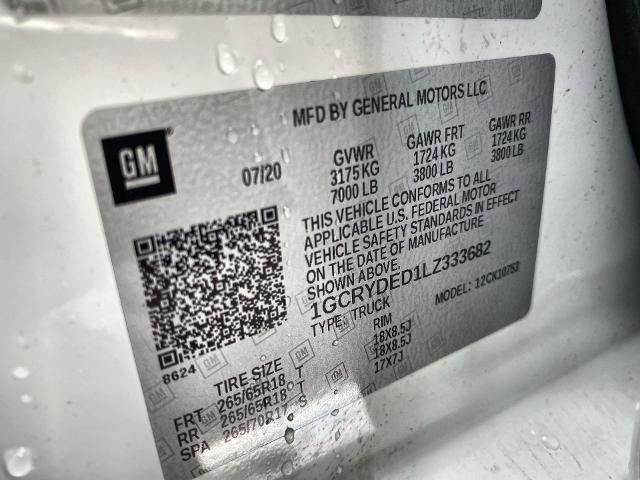 MFD BY GENERAL MOTORS LLC
GM
07/20
GVWR GAWR FRT GAWR RR
3175 KG 1724 KG 1724 KG
7000 LB 3800 LB 3800 LB
THIS VEHICLE CONFORMS TO ALL
APPLICABLE U.S. FEDERAL MOTOR
VEHICLE SAFETY STANDARDS IN EFFECT
ON THE DATE OF MANUFACTURE
SHOWN ABOVE.
1GCRYDED1LZ333682
TYPE: TRUCK MODEL: 12CK10753
8624
TIRE SIZE RIM
FRT 265/65R18 T 18X8.5J
RR 265/65R18 T 18X8.5J
SPA 265/70R17 S 17X7J